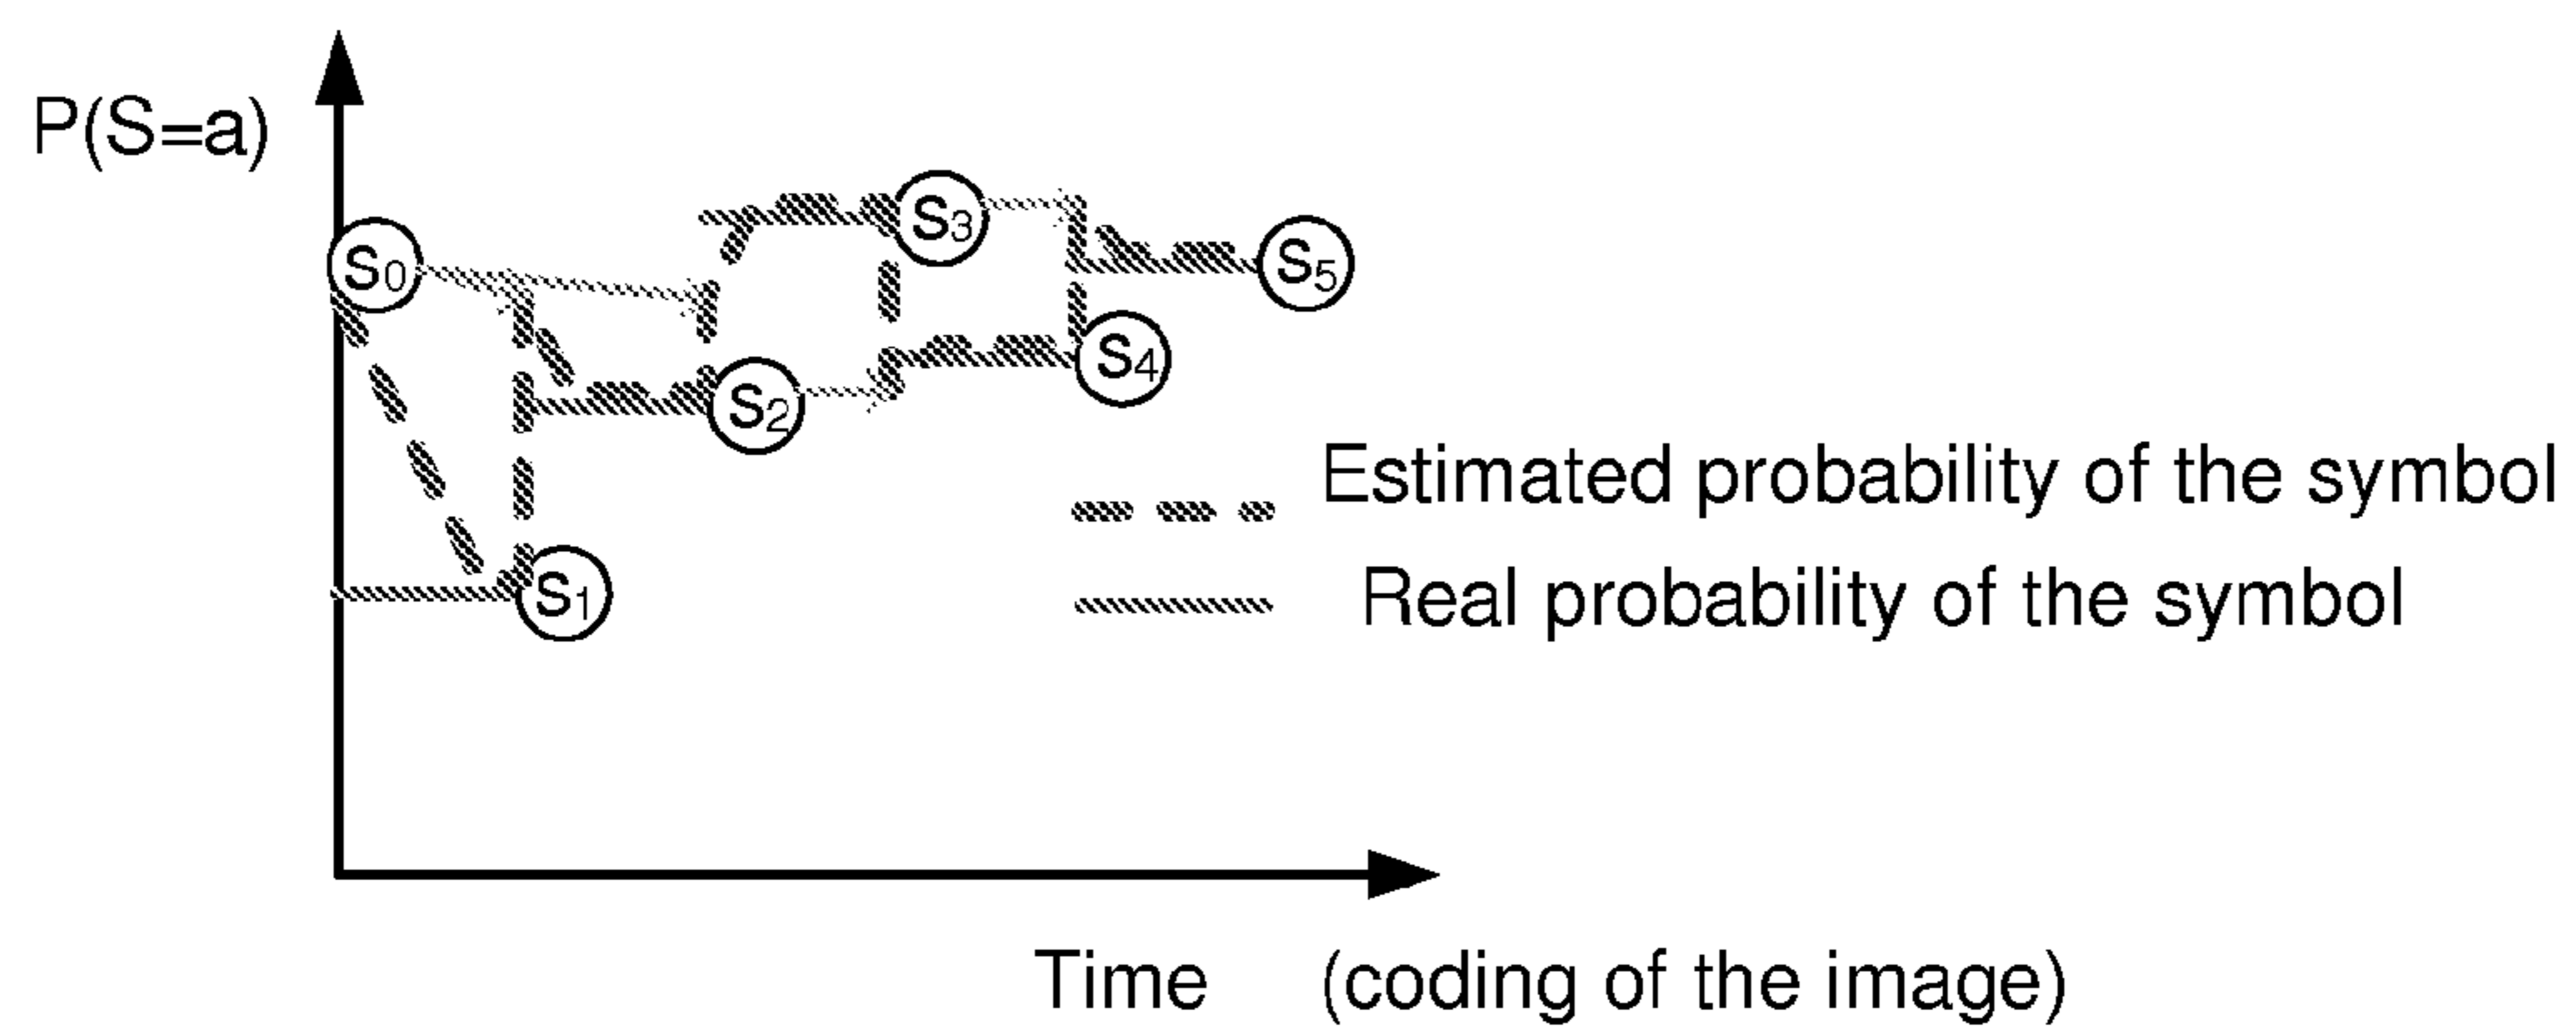 P(S=a)
S3
S0
S5
S4
S2
Estimated probability of the symbol
S1
Real probability of the symbol
Time (coding of the image)